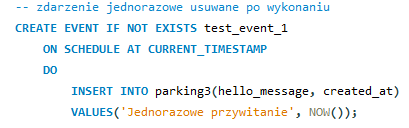 -- zdarzenie jednorazowe usuwane po wykonaniu
CREATE EVENT IF NOT EXISTS test_event_1
ON SCHEDULE AT CURRENT_TIMESTAMP
DO
INSERT INTO parking3(hello_message, created_at)
VALUES('Jednorazowe przywitanie', NOW());